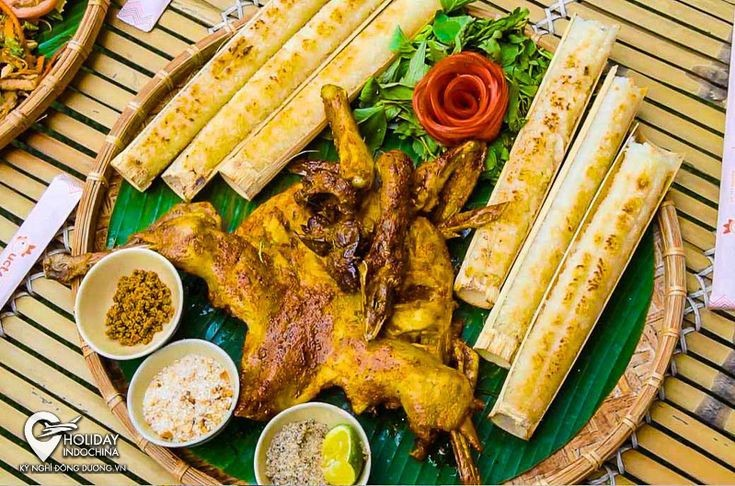 HOLIDAY
INDOCHINA
KỲ NGHỈ ĐÔNG DƯƠNG.VN